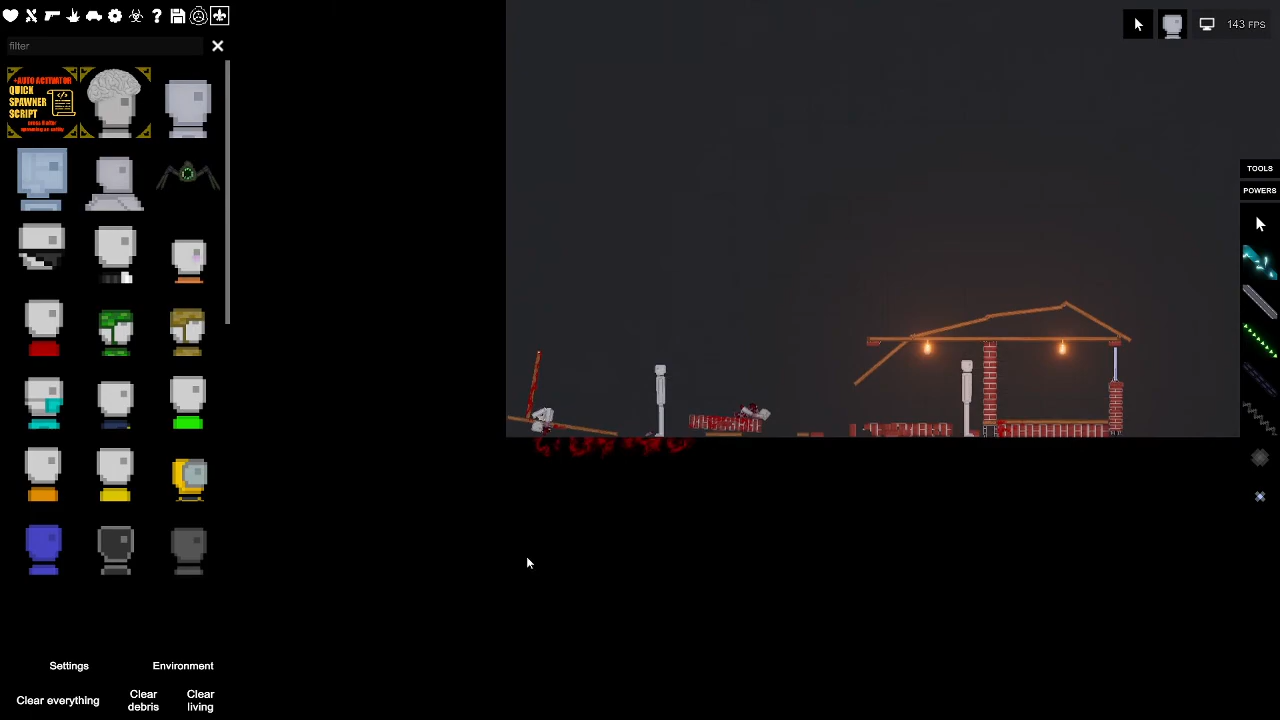 143 FPS
filter
+AUTO ACTIVATOR
QUICK
SPAWNER
SCRIPT
TOOLS
POWERS
Settings
Environment
Clear everything
Clear
debris
Clear
living